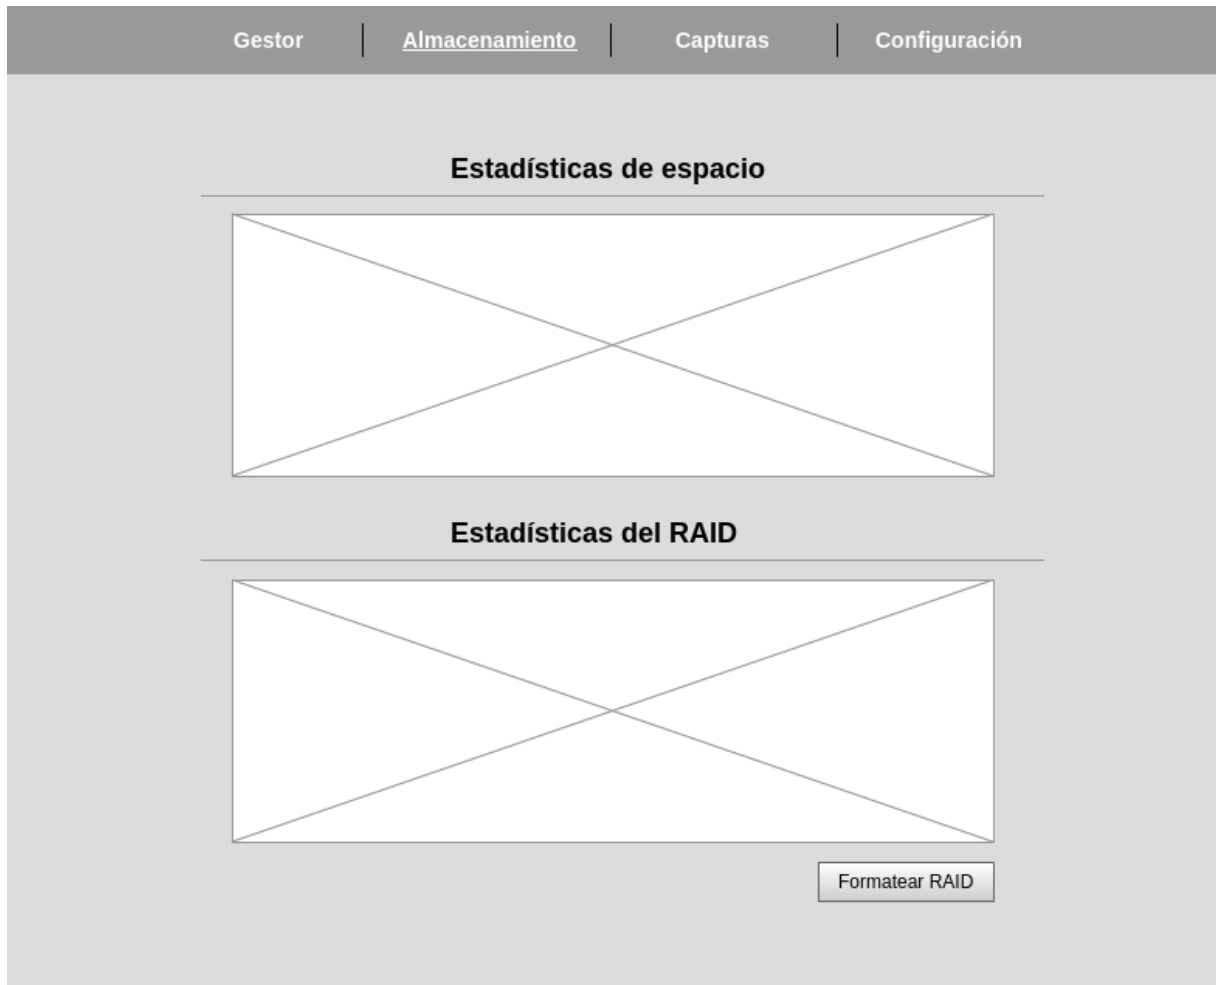 Gestor Almacenamiento Capturas Configuración
Estadísticas de espacio
Estadísticas del RAID
Formatear RAID